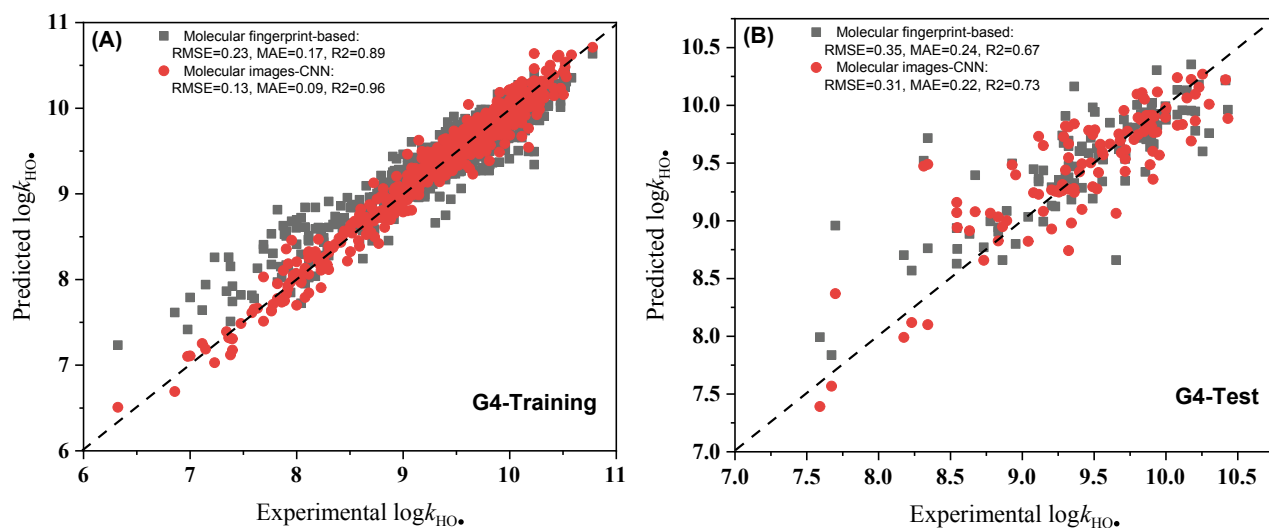 (A)
Molecular fingerprint-based:
RMSE=0.23, MAE=0.17, R2=0.89
Molecular images-CNN:
RMSE=0.13, MAE=0.09, R2=0.96
11
10
9
8
7
6
Predicted logk_HO•
G4-Training
6 7 8 9 10 11
Experimental logk_HO•
(B)
Molecular fingerprint-based:
RMSE=0.35, MAE=0.24, R2=0.67
Molecular images-CNN:
RMSE=0.31, MAE=0.22, R2=0.73
10.5
10.0
9.5
9.0
8.5
8.0
7.5
7.0
Predicted logk_HO•
G4-Test
7.0 7.5 8.0 8.5 9.0 9.5 10.0 10.5
Experimental logk_HO•